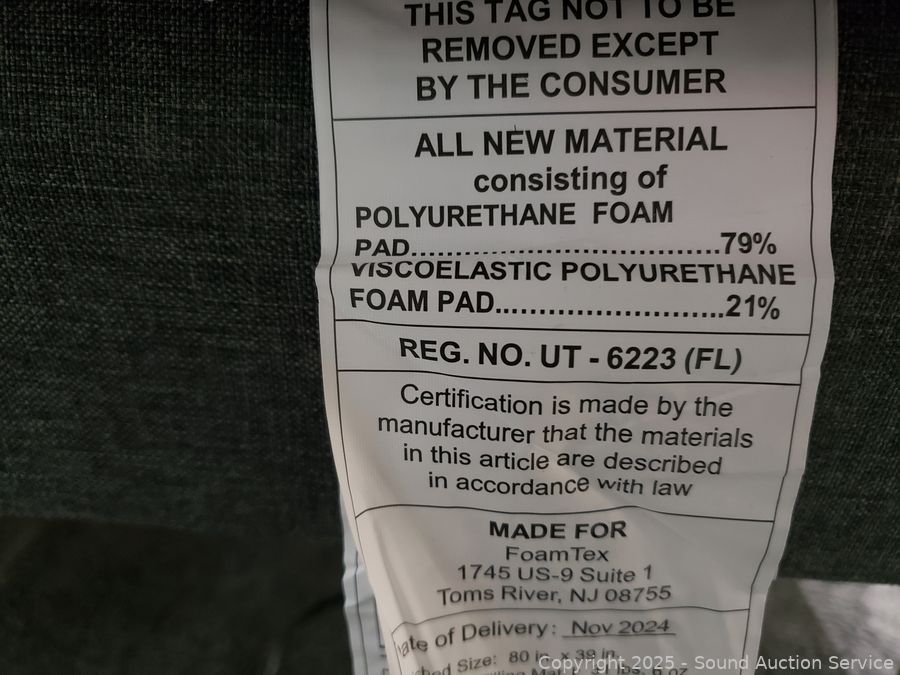 THIS TAG NOT TO BE
REMOVED EXCEPT
BY THE CONSUMER
ALL NEW MATERIAL
consisting of
POLYURETHANE FOAM
PAD...................................79%
VISCOELASTIC POLYURETHANE
FOAM PAD..........................21%
REG. NO. UT - 6223 (FL)
Certification is made by the
manufacturer that the materials
in this article are described
in accordance with law
MADE FOR
FoamTex
1745 US-9 Suite 1
Toms River, NJ 08755
ate of Delivery: Nov 2024
Size: 80 in. x 39 in.
Copyright 2025 - Sound Auction Service